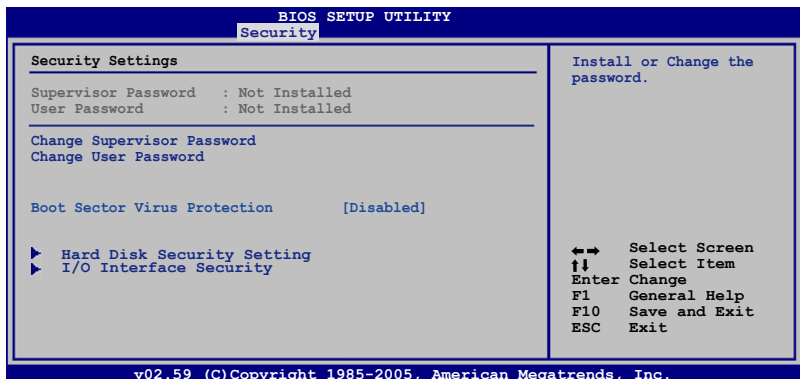 BIOS SETUP UTILITY
Security
Security Settings
Supervisor Password : Not Installed
User Password : Not Installed
Change Supervisor Password
Change User Password
Boot Sector Virus Protection [Disabled]
Hard Disk Security Setting
I/O Interface Security
Install or Change the
password.
Select Screen
Select Item
Enter Change
F1 General Help
F10 Save and Exit
ESC Exit
v02.59 (C)Copyright 1985-2005, American Megatrends, Inc.